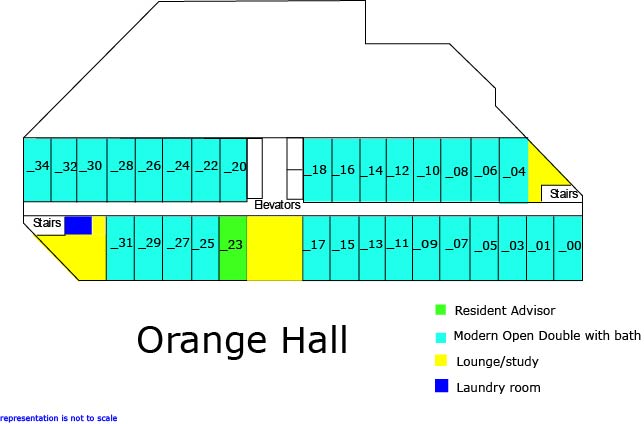 _34 _32 _30 _28 _26 _24 _22 _20 _18 _16 _14 _12 _10 _08 _06 _04
Stairs
Elevators
Stairs
_31 _29 _27 _25 _23 _17 _15 _13 _11 _09 _07 _05 _03 _01 _00
Orange Hall
Resident Advisor
Modern Open Double with bath
Lounge/study
Laundry room
representation is not to scale